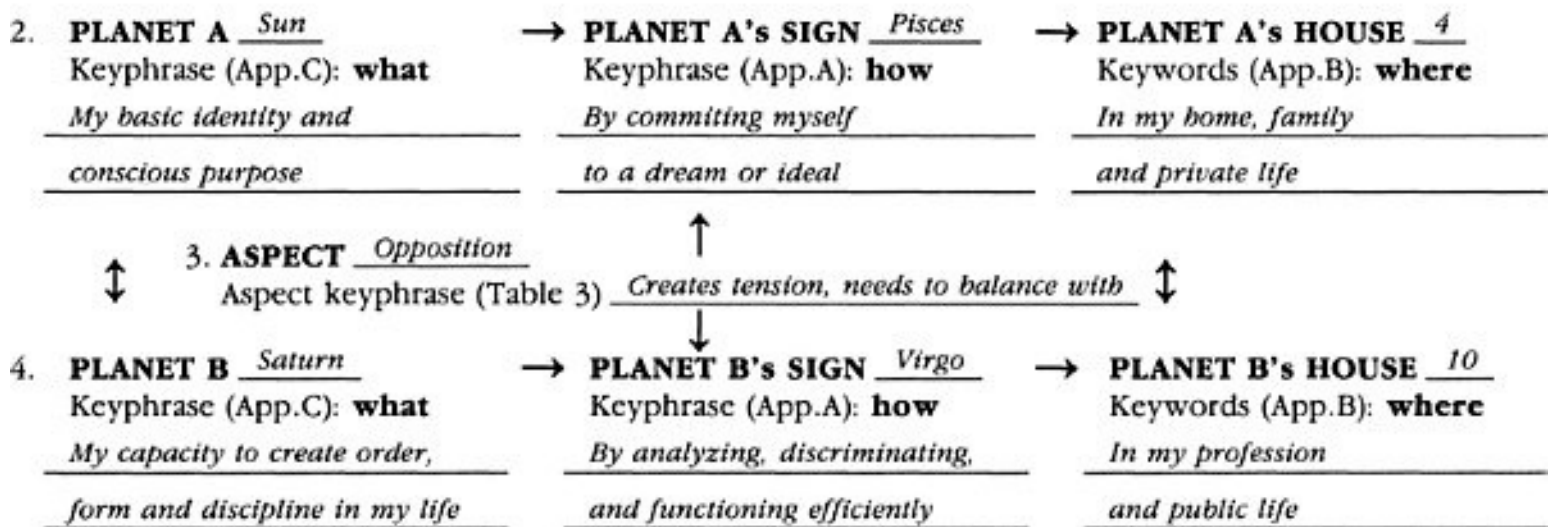 2. PLANET A Sun → PLANET A's SIGN Pisces → PLANET A's HOUSE 4
Keyphrase (App.C): what Keyphrase (App.A): how Keywords (App.B): where
My basic identity and By commiting myself In my home, family
conscious purpose to a dream or ideal and private life
3. ASPECT Opposition
Aspect keyphrase (Table 3) Creates tension, needs to balance with
4. PLANET B Saturn → PLANET B's SIGN Virgo → PLANET B's HOUSE 10
Keyphrase (App.C): what Keyphrase (App.A): how Keywords (App.B): where
My capacity to create order, By analyzing, discriminating, In my profession
form and discipline in my life and functioning efficiently and public life